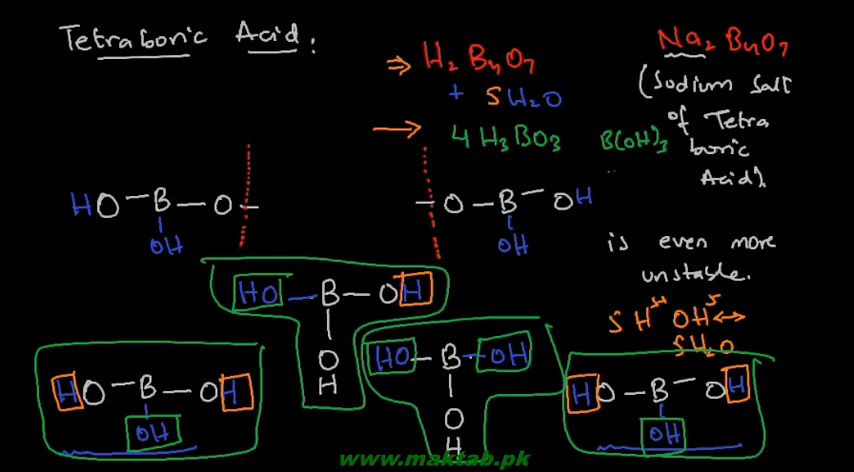 Tetraboric Acid:
⇒ H₂B₄O₇
+ 5H₂O
→ 4H₃BO₃ B(OH)₃
Na₂B₄O₇
(Sodium Salt
of Tetra
boric
Acid).
HO—B—O—
OH
—O—B—OH
OH
is even more
unstable.
5H⁺ OH⁻ ↔
5H₂O
HO—B—OH
O
H
HO—B—OH
O
H
HO—B—OH
OH
HO—B—OH
OH
www.maktab.pk